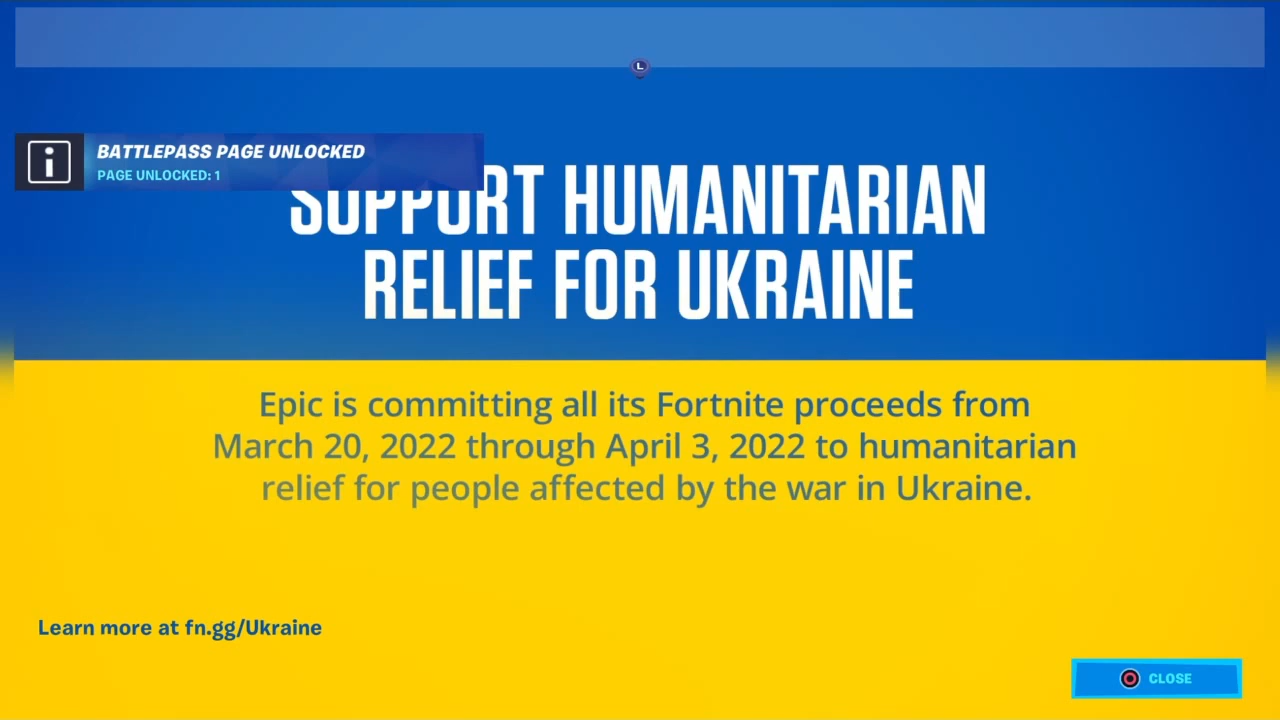 L
BATTLEPASS PAGE UNLOCKED
PAGE UNLOCKED: 1
SUPPORT HUMANITARIAN
RELIEF FOR UKRAINE
Epic is committing all its Fortnite proceeds from
March 20, 2022 through April 3, 2022 to humanitarian
relief for people affected by the war in Ukraine.
Learn more at fn.gg/Ukraine
CLOSE